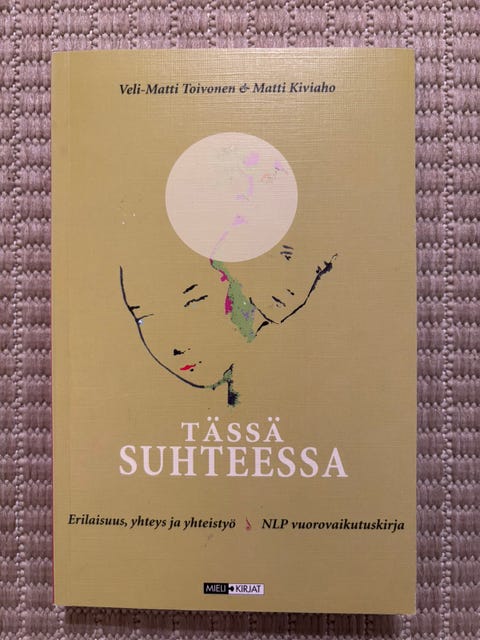 Veli-Matti Toivonen & Matti Kiviaho
TÄSSÄ
SUHTEESSA
Erilaisuus, yhteys ja yhteistyö NLP vuorovaikutuskirja
MIELI KIRJAT